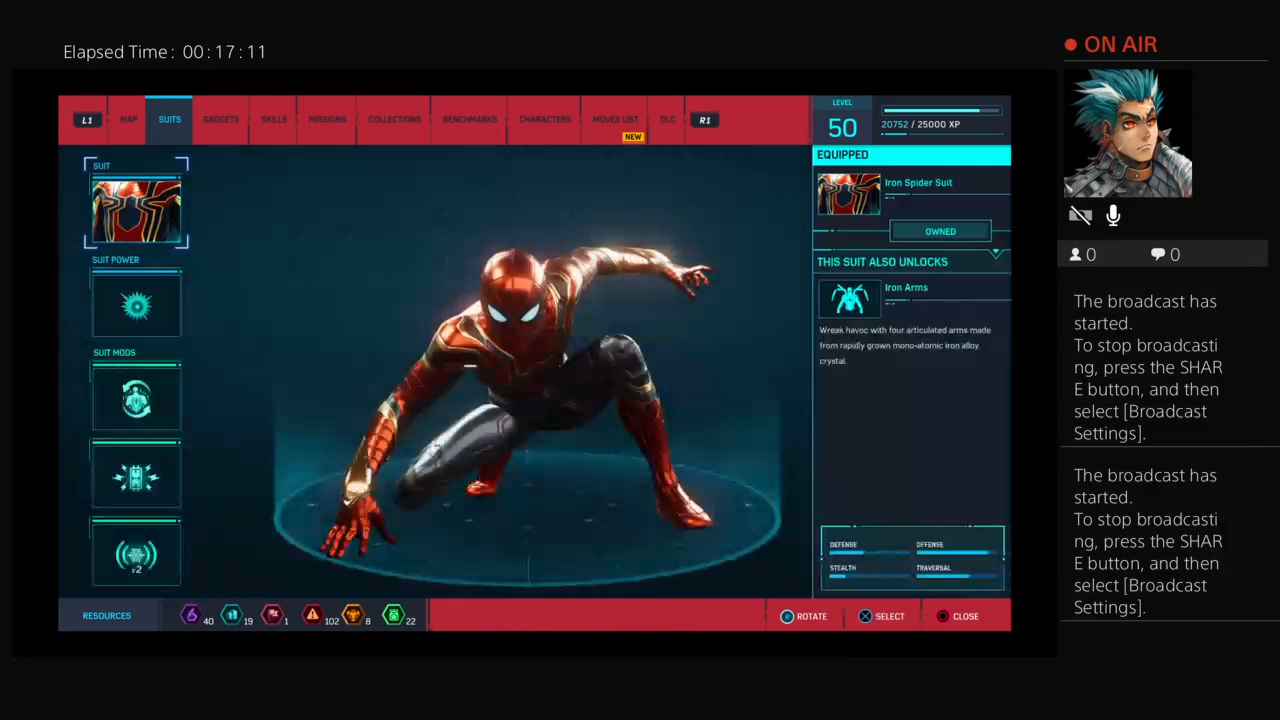 Elapsed Time: 00:17:11
ON AIR
L1 MAP SUITS GADGETS SKILLS MISSIONS COLLECTIONS BENCHMARKS CHARACTERS MOVES LIST DLC R1
NEW
LEVEL
50
20752 / 25000 XP
SUIT
SUIT POWER
SUIT MODS
x2
EQUIPPED
Iron Spider Suit
OWNED
THIS SUIT ALSO UNLOCKS
Iron Arms
Wreak havoc with four articulated arms made
from rapidly grown mono-atomic iron alloy
crystal.
DEFENSE OFFENSE
STEALTH TRAVERSAL
RESOURCES 40 19 1 102 8 22
R ROTATE SELECT CLOSE
0 0
The broadcast has
started.
To stop broadcasti
ng, press the SHAR
E button, and then
select [Broadcast
Settings].
The broadcast has
started.
To stop broadcasti
ng, press the SHAR
E button, and then
select [Broadcast
Settings].